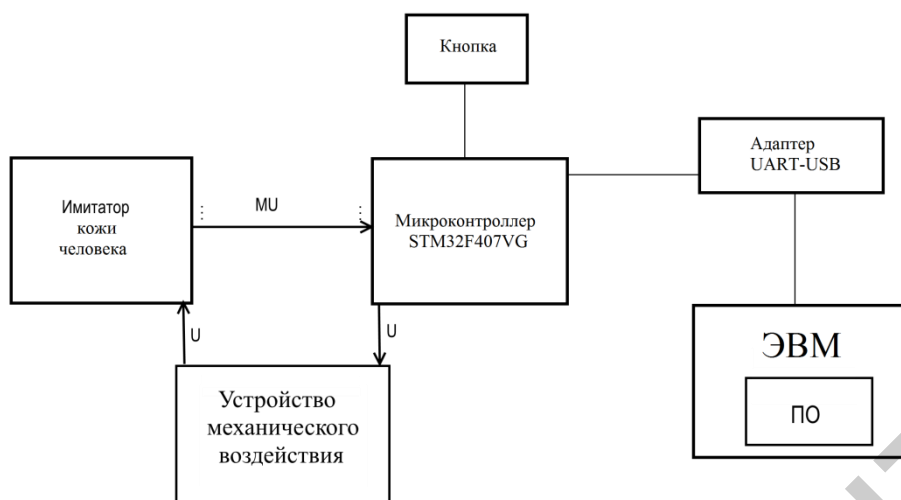 Кнопка
Адаптер
UART-USB
Имитатор
кожи
человека
MU
Микроконтроллер
STM32F407VG
U
U
Устройство
механического
воздействия
ЭВМ
ПО